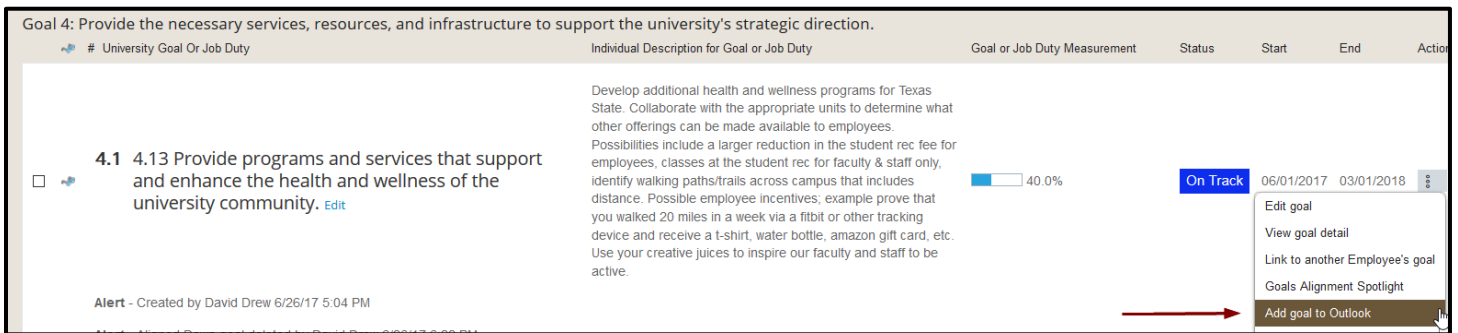 Goal 4: Provide the necessary services, resources, and infrastructure to support the university's strategic direction.
# University Goal Or Job Duty Individual Description for Goal or Job Duty Goal or Job Duty Measurement Status Start End Action
Develop additional health and wellness programs for Texas
State. Collaborate with the appropriate units to determine what
other offerings can be made available to employees.
Possibilities include a larger reduction in the student rec fee for
employees, classes at the student rec for faculty & staff only,
identify walking paths/trails across campus that includes
distance. Possible employee incentives; example prove that
you walked 20 miles in a week via a fitbit or other tracking
device and receive a t-shirt, water bottle, amazon gift card, etc.
Use your creative juices to inspire our faculty and staff to be
active.
4.1 4.13 Provide programs and services that support
and enhance the health and wellness of the
university community. Edit
40.0%
On Track
06/01/2017 03/01/2018
Edit goal
View goal detail
Link to another Employee's goal
Goals Alignment Spotlight
Add goal to Outlook
Alert - Created by David Drew 6/26/17 5:04 PM